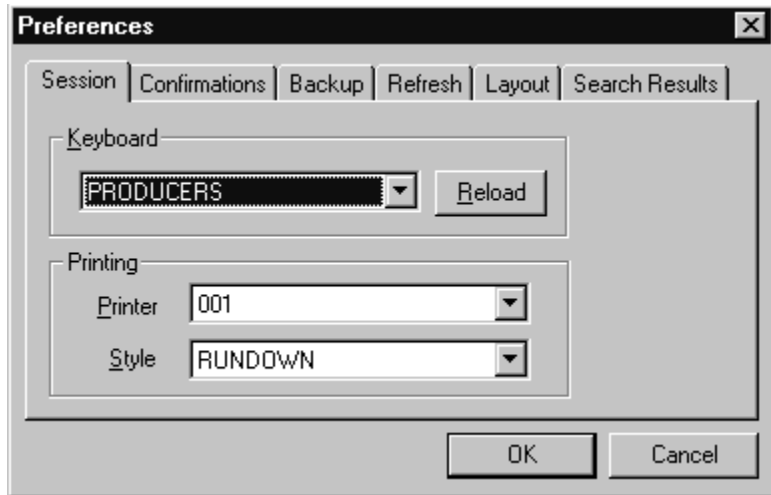 Preferences
Session Confirmations Backup Refresh Layout Search Results
Keyboard
PRODUCERS Reload
Printing
Printer 001
Style RUNDOWN
OK Cancel